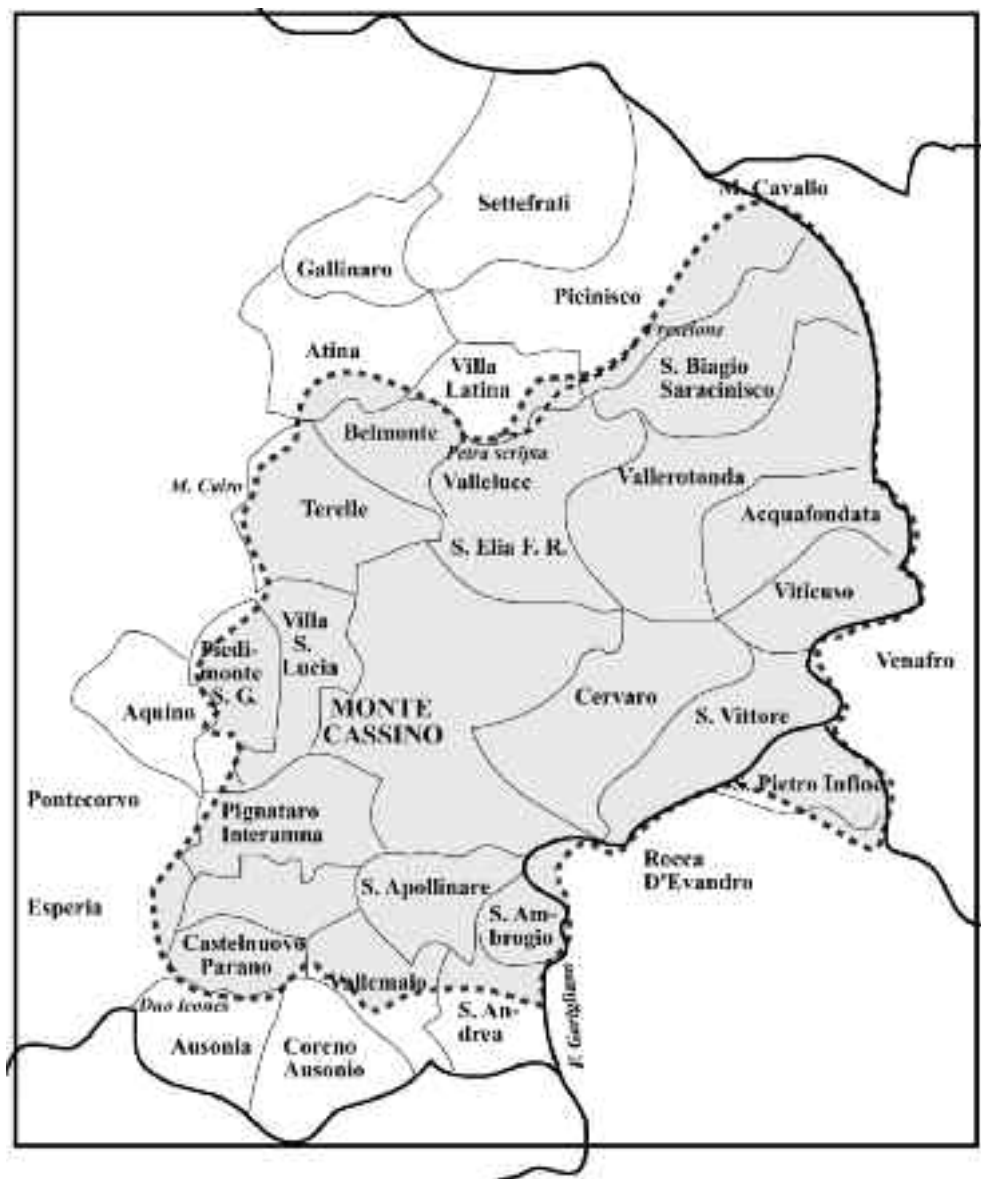 M. Cavallo
Settefrati
Gallinaro
Picinisco
Atina
Villa
Latina
S. Biagio
Saracinisco
Belmonte
Petra scripta
Valleluce
Vallerotonda
M. Cairo
Terelle
Acquafondata
S. Elia F. R.
Viticuso
Villa
S.
Lucia
Piedi-
monte
S. G.
Venafro
Cervaro
Aquino
MONTE
CASSINO
S. Vittore
Pietro Infine
Pontecorvo
Pignataro
Interamna
Rocca
D'Evandro
S. Apollinare
Esperia
S. Am-
brogio
Castelnuovo
Parano
Vallemaio
Duo leones
S. An-
drea
F. Garigliano
Ausonia
Coreno
Ausonio